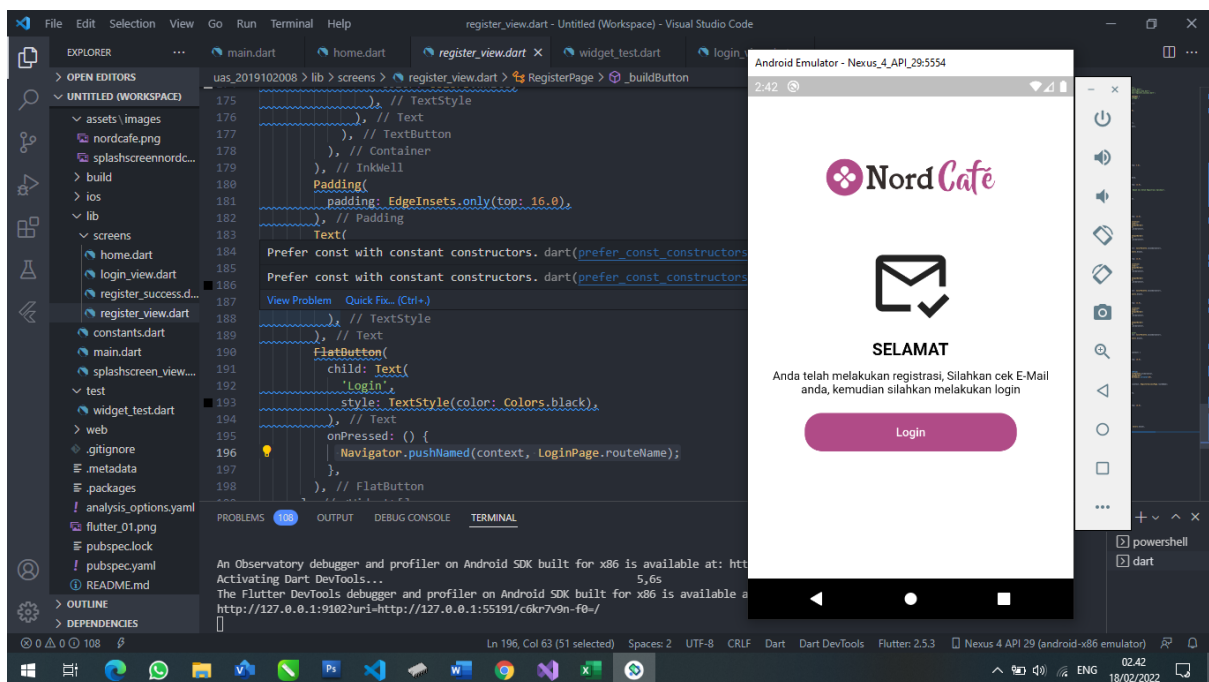 File Edit Selection View Go Run Terminal Help
register_view.dart - Untitled (Workspace) - Visual Studio Code
EXPLORER
main.dart
home.dart
register_view.dart
widget_test.dart
OPEN EDITORS
uas_2019102008 > lib > screens > register_view.dart > RegisterPage > _buildButton
UNTITLED (WORKSPACE)
assets\images
nordcafe.png
splashscreennordc...
build
ios
lib
screens
home.dart
login_view.dart
register_success.d...
register_view.dart
constants.dart
main.dart
splashscreen_view....
test
widget_test.dart
web
.gitignore
.metadata
.packages
analysis_options.yaml
flutter_01.png
pubspec.lock
pubspec.yaml
README.md
OUTLINE
DEPENDENCIES
175 ), // TextStyle
176 ), // Text
177 ), // TextButton
178 ), // Container
179 ), // InkWell
180 Padding(
181 padding: EdgeInsets.only(top: 16.0),
182 ), // Padding
183 Text(
184
185
186
187
Prefer const with constant constructors. dart(prefer_const_constructors
Prefer const with constant constructors. dart(prefer_const_constructors
View Problem Quick Fix... (Ctrl+.)
188 ), // TextStyle
189 ), // Text
190 FlatButton(
191 child: Text(
192 'Login',
193 style: TextStyle(color: Colors.black),
194 ), // Text
195 onPressed: () {
196 Navigator.pushNamed(context, LoginPage.routeName);
197 },
198 ), // FlatButton
PROBLEMS 108 OUTPUT DEBUG CONSOLE TERMINAL
An Observatory debugger and profiler on Android SDK built for x86 is available at: htt
Activating Dart DevTools... 5,6s
The Flutter DevTools debugger and profiler on Android SDK built for x86 is available a
http://127.0.0.1:9102?uri=http://127.0.0.1:55191/c6kr7v9n-f0=/
powershell
dart
Android Emulator - Nexus_4_API_29:5554
2:42
Nord Café
SELAMAT
Anda telah melakukan registrasi, Silahkan cek E-Mail
anda, kemudian silahkan melakukan login
Login
0 0 108
Ln 196, Col 63 (51 selected) Spaces: 2 UTF-8 CRLF Dart Dart DevTools Flutter: 2.5.3 Nexus 4 API 29 (android-x86 emulator)
ENG
02.42
18/02/2022